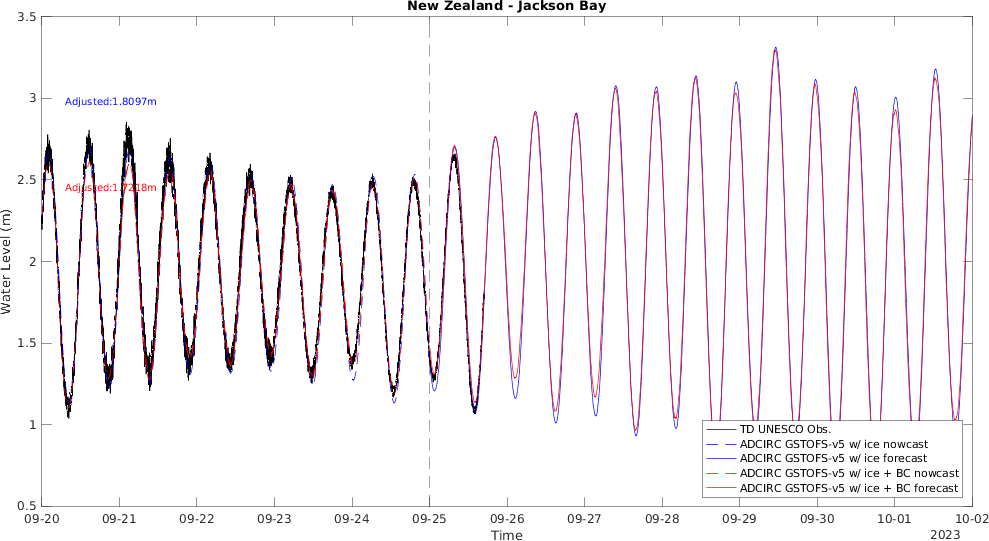 New Zealand - Jackson Bay
3.5
3
2.5
2
1.5
1
0.5
Water Level (m)
Adjusted:1.8097m
Adjusted:1.7218m
TD UNESCO Obs.
ADCIRC GSTOFS-v5 w/ ice nowcast
ADCIRC GSTOFS-v5 w/ ice forecast
ADCIRC GSTOFS-v5 w/ ice + BC nowcast
ADCIRC GSTOFS-v5 w/ ice + BC forecast
09-20 09-21 09-22 09-23 09-24 09-25 09-26 09-27 09-28 09-29 09-30 10-01 10-02
Time
2023